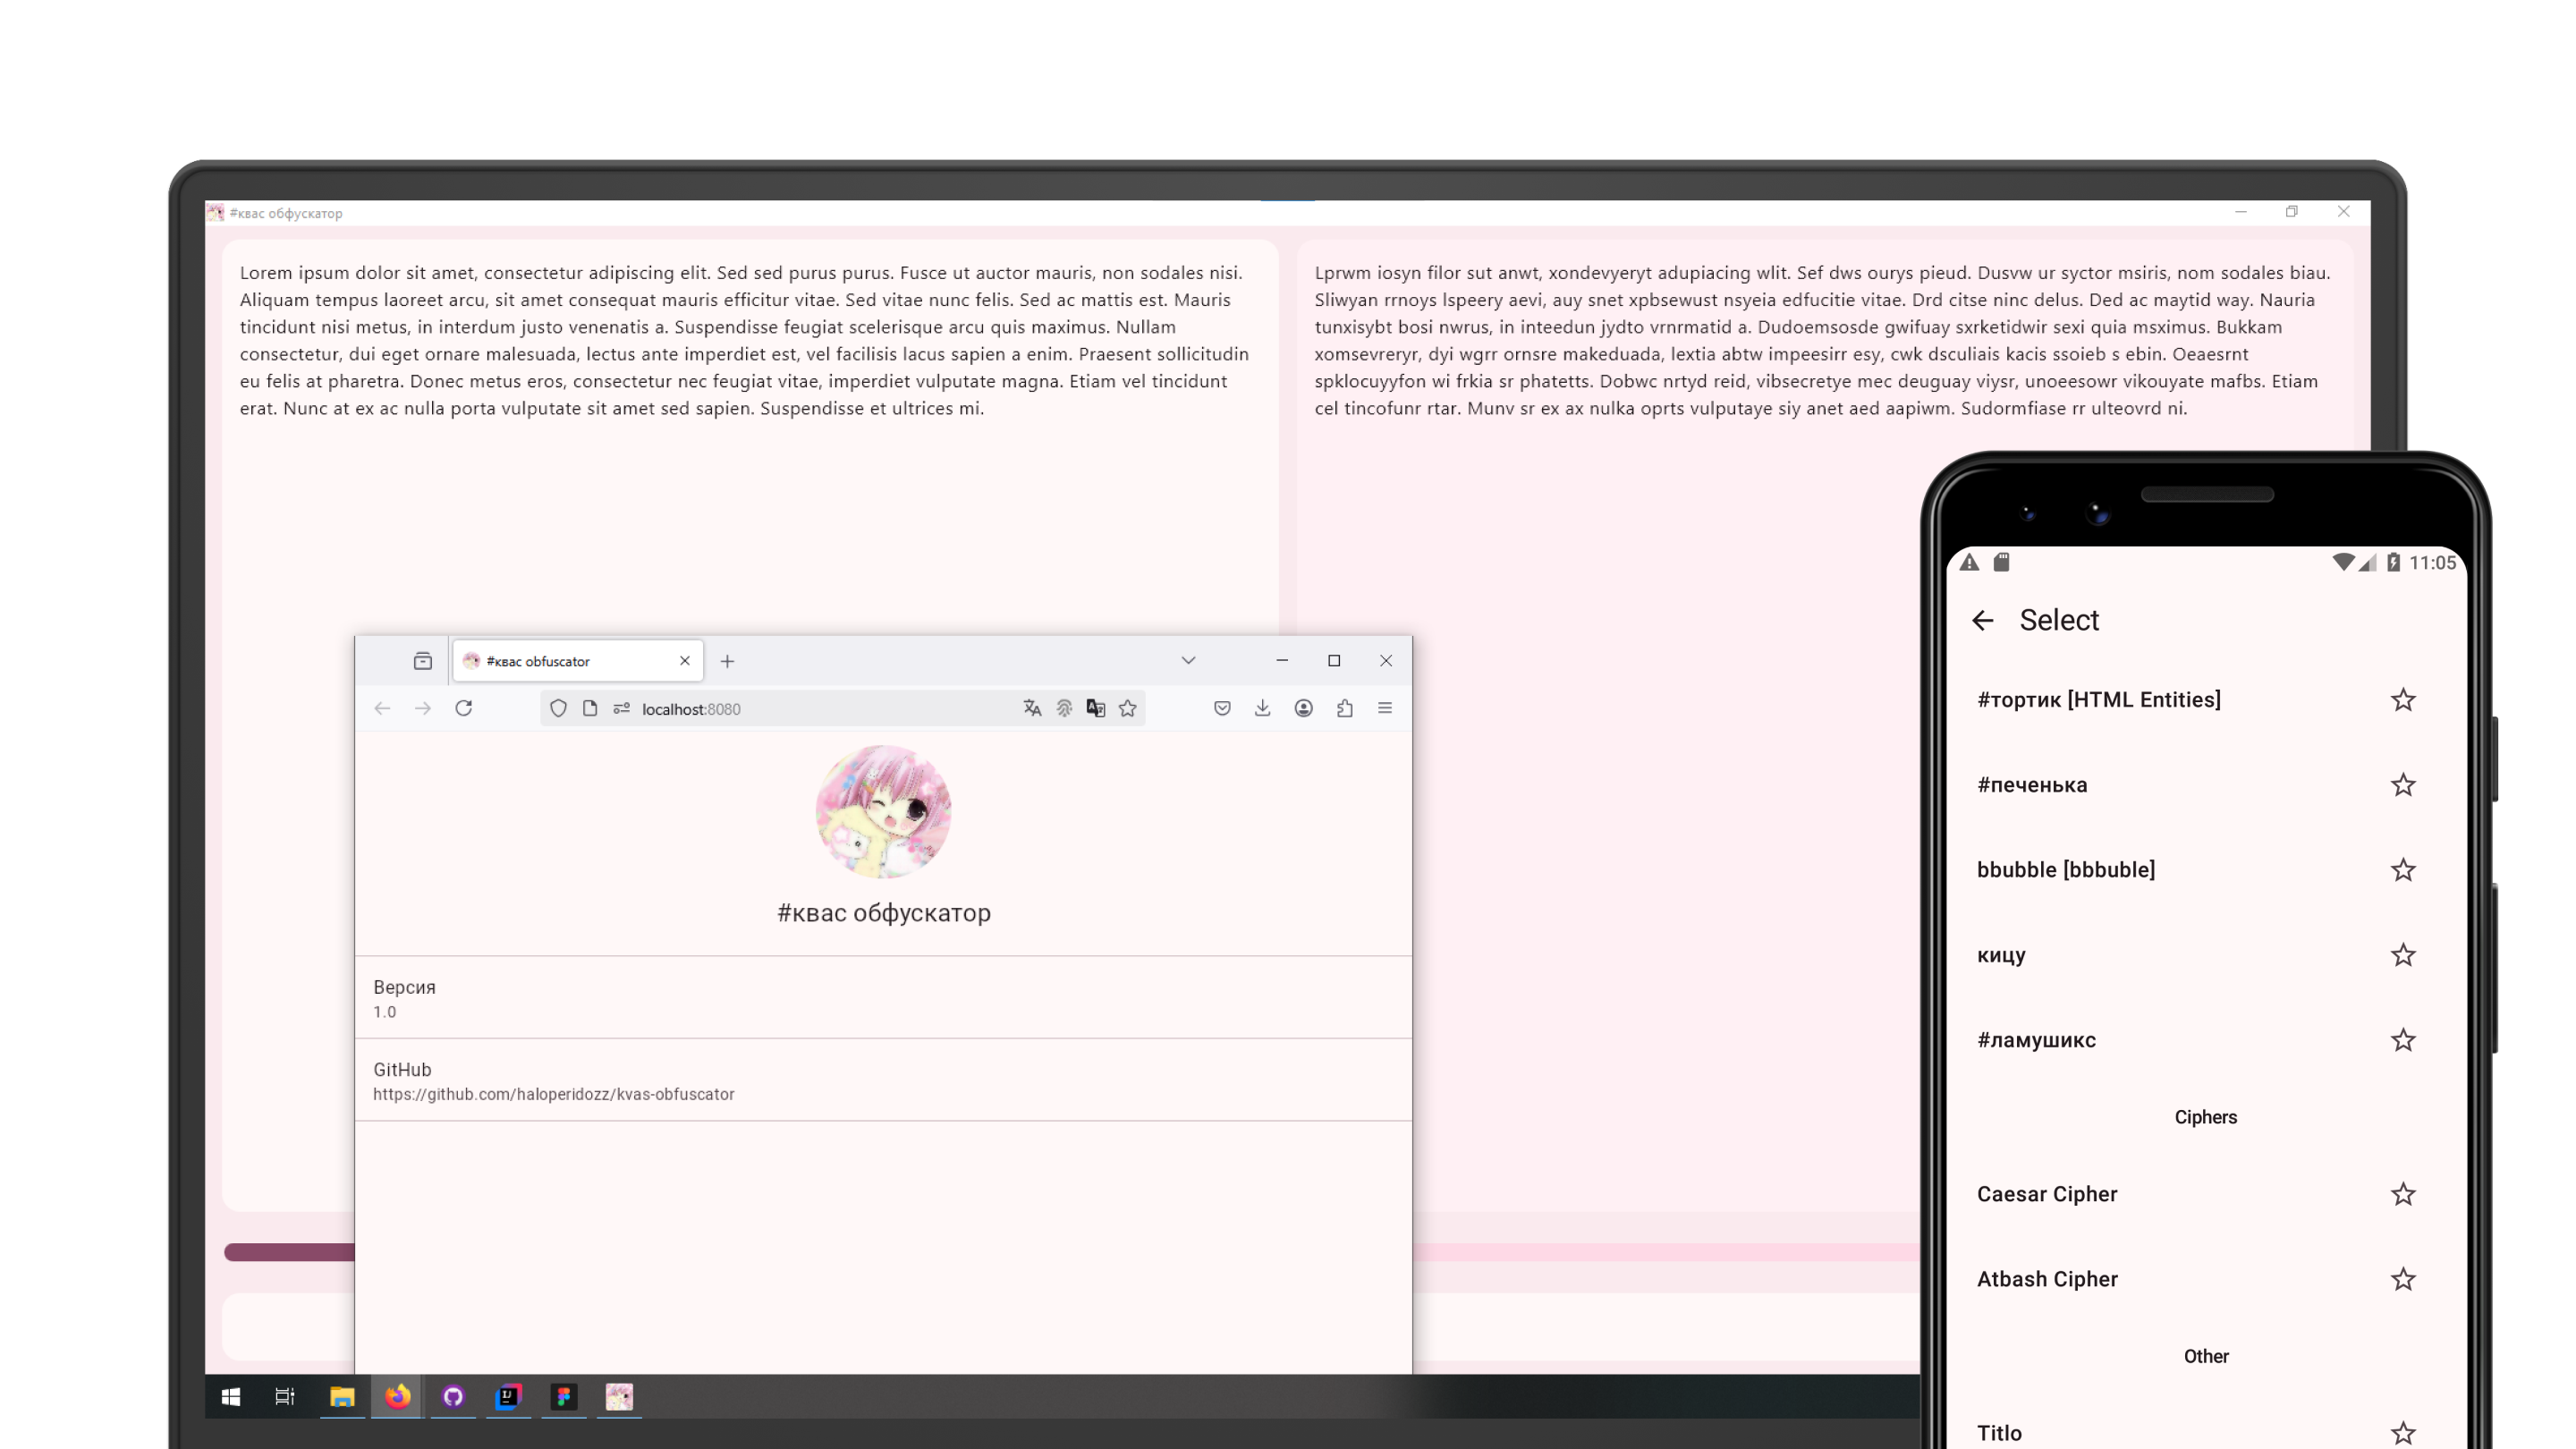 #квас обфускатор
Lorem ipsum dolor sit amet, consectetur adipiscing elit. Sed sed purus purus. Fusce ut auctor mauris, non sodales nisi.
Aliquam tempus laoreet arcu, sit amet consequat mauris efficitur vitae. Sed vitae nunc felis. Sed ac mattis est. Mauris
tincidunt nisi metus, in interdum justo venenatis a. Suspendisse feugiat scelerisque arcu quis maximus. Nullam
consectetur, dui eget ornare malesuada, lectus ante imperdiet est, vel facilisis lacus sapien a enim. Praesent sollicitudin
eu felis at pharetra. Donec metus eros, consectetur nec feugiat vitae, imperdiet vulputate magna. Etiam vel tincidunt
erat. Nunc at ex ac nulla porta vulputate sit amet sed sapien. Suspendisse et ultrices mi.
Lprwm iosyn filor sut anwt, xondevyeryt adupiacing wlit. Sef dws ourys pieud. Dusvw ur syctor msiris, nom sodales biau.
Sliwyan rrnoys lspeery aevi, auy snet xpbsewust nsyeia edfucitie vitae. Drd citse ninc delus. Ded ac maytid way. Nauria
tunxisybt bosi nwrus, in inteedun jydto vrnrmatid a. Dudoemsosde gwifuay sxrketidwir sexi quia msximus. Bukkam
xomsevreryr, dyi wgrr ornsre makeduada, lextia abtw impeesirr esy, cwk dsculiais kacis ssoieb s ebin. Oeaesrnt
spklocuyyfon wi frkia sr phatetts. Dobwc nrtyd reid, vibsecretye mec deuguay viysr, unoeesowr vikouyate mafbs. Etiam
cel tincofunr rtar. Munv sr ex ax nulka oprts vulputaye siy anet aed aapiwm. Sudormfiase rr ulteovrd ni.
#квас obfuscator
localhost:8080
#квас обфускатор
Версия
1.0
GitHub
https://github.com/haloperidozz/kvas-obfuscator
11:05
Select
#тортик [HTML Entities]
#печенька
bbubble [bbbuble]
кицу
#ламушикс
Ciphers
Caesar Cipher
Atbash Cipher
Other
Titlo